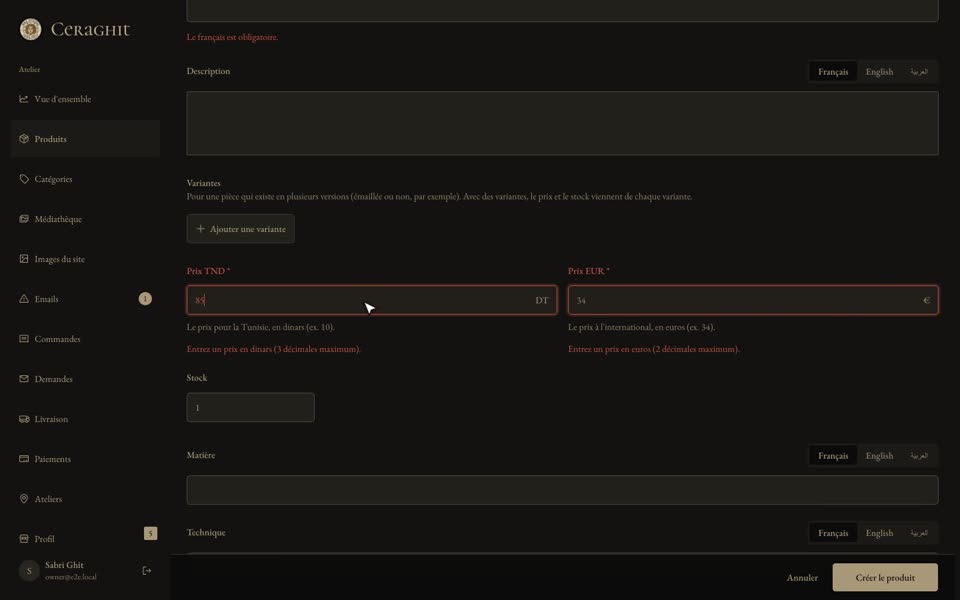 Ceraghit
Le français est obligatoire.
Atelier
Description
Français English العربية
Vue d'ensemble
Produits
Variantes
Pour une pièce qui existe en plusieurs versions (émaillée ou non, par exemple). Avec des variantes, le prix et le stock viennent de chaque variante.
Catégories
Médiathèque
Ajouter une variante
Images du site
Prix TND *
Prix EUR *
Emails
1
85
DT
34
€
Le prix pour la Tunisie, en dinars (ex. 10).
Le prix à l'international, en euros (ex. 34).
Commandes
Entrez un prix en dinars (3 décimales maximum).
Entrez un prix en euros (2 décimales maximum).
Demandes
Stock
1
Livraison
Paiements
Matière
Français English العربية
Ateliers
Profil
5
Technique
Français English العربية
S
Sabri Ghit
owner@e2e.local
Annuler
Créer le produit